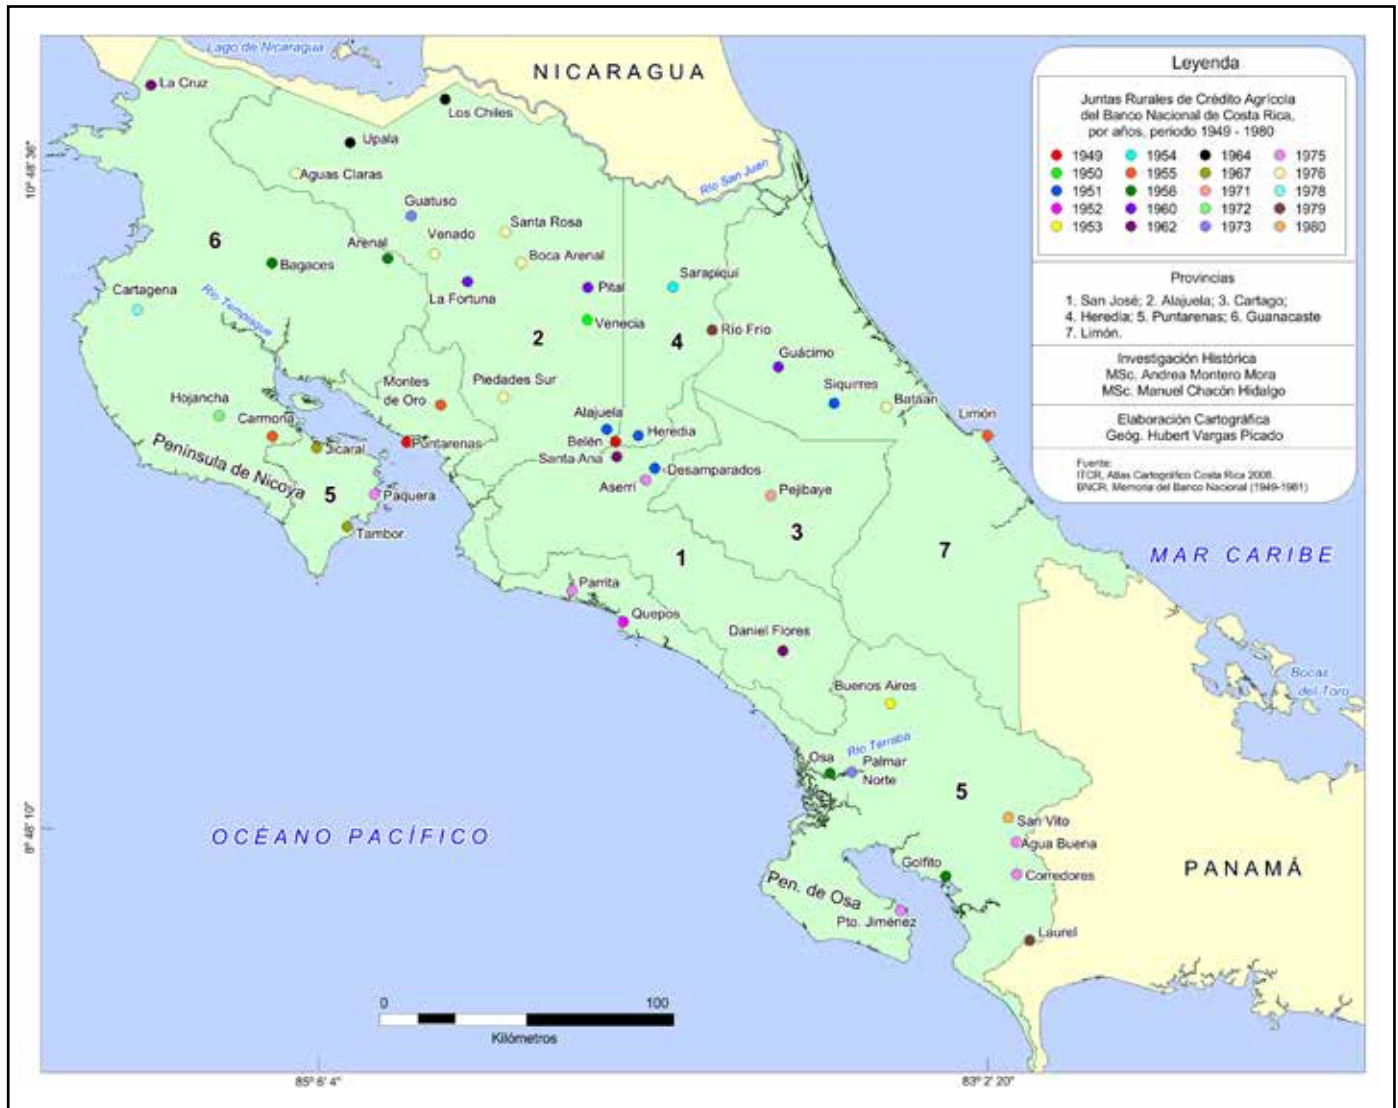 Lago de Nicaragua
NICARAGUA
La Cruz
Los Chiles
Upala
Aguas Claras
10º 48' 36"
Río San Juan
Guatuso
Santa Rosa
Venado
Arenal
Boca Arenal
6
Bagaces
La Fortuna
Pital
Sarapiquí
Cartagena
Río Tempisque
Venecia
2
4
Río Frío
Guácimo
Montes
de Oro
Piedades Sur
Siquirres
Bataan
Limón
Hojancha
Carmona
Alajuela
Heredia
Puntarenas
Belén
Jicaral
Santa Ana
Desamparados
Península de Nicoya
Aserrí
5
Paquera
Pejibaye
Tambor
3
7
1
MAR CARIBE
Parrita
Quepos
Daniel Flores
Buenos Aires
Bocas
del Toro
Río Terraba
Osa
Palmar
Norte
5
San Vito
8º 48' 10"
OCÉANO PACÍFICO
Agua Buena
Golfito
Corredores
PANAMÁ
Pen. de Osa
Pto. Jiménez
Laurel
0 100
Kilómetros
85º 6' 4"
83º 2' 20"
Leyenda
Juntas Rurales de Crédito Agrícola
del Banco Nacional de Costa Rica,
por años, periodo 1949 - 1980
1949 1954 1964 1975
1950 1955 1967 1976
1951 1956 1971 1978
1952 1960 1972 1979
1953 1962 1973 1980
Provincias
1. San José; 2. Alajuela; 3. Cartago;
4. Heredia; 5. Puntarenas; 6. Guanacaste
7. Limón.
Investigación Histórica
MSc. Andrea Montero Mora
MSc. Manuel Chacón Hidalgo
Elaboración Cartográfica
Geóg. Hubert Vargas Picado
Fuente:
ITCR, Atlas Cartográfico Costa Rica 2008.
BNCR, Memoria del Banco Nacional (1949-1981)